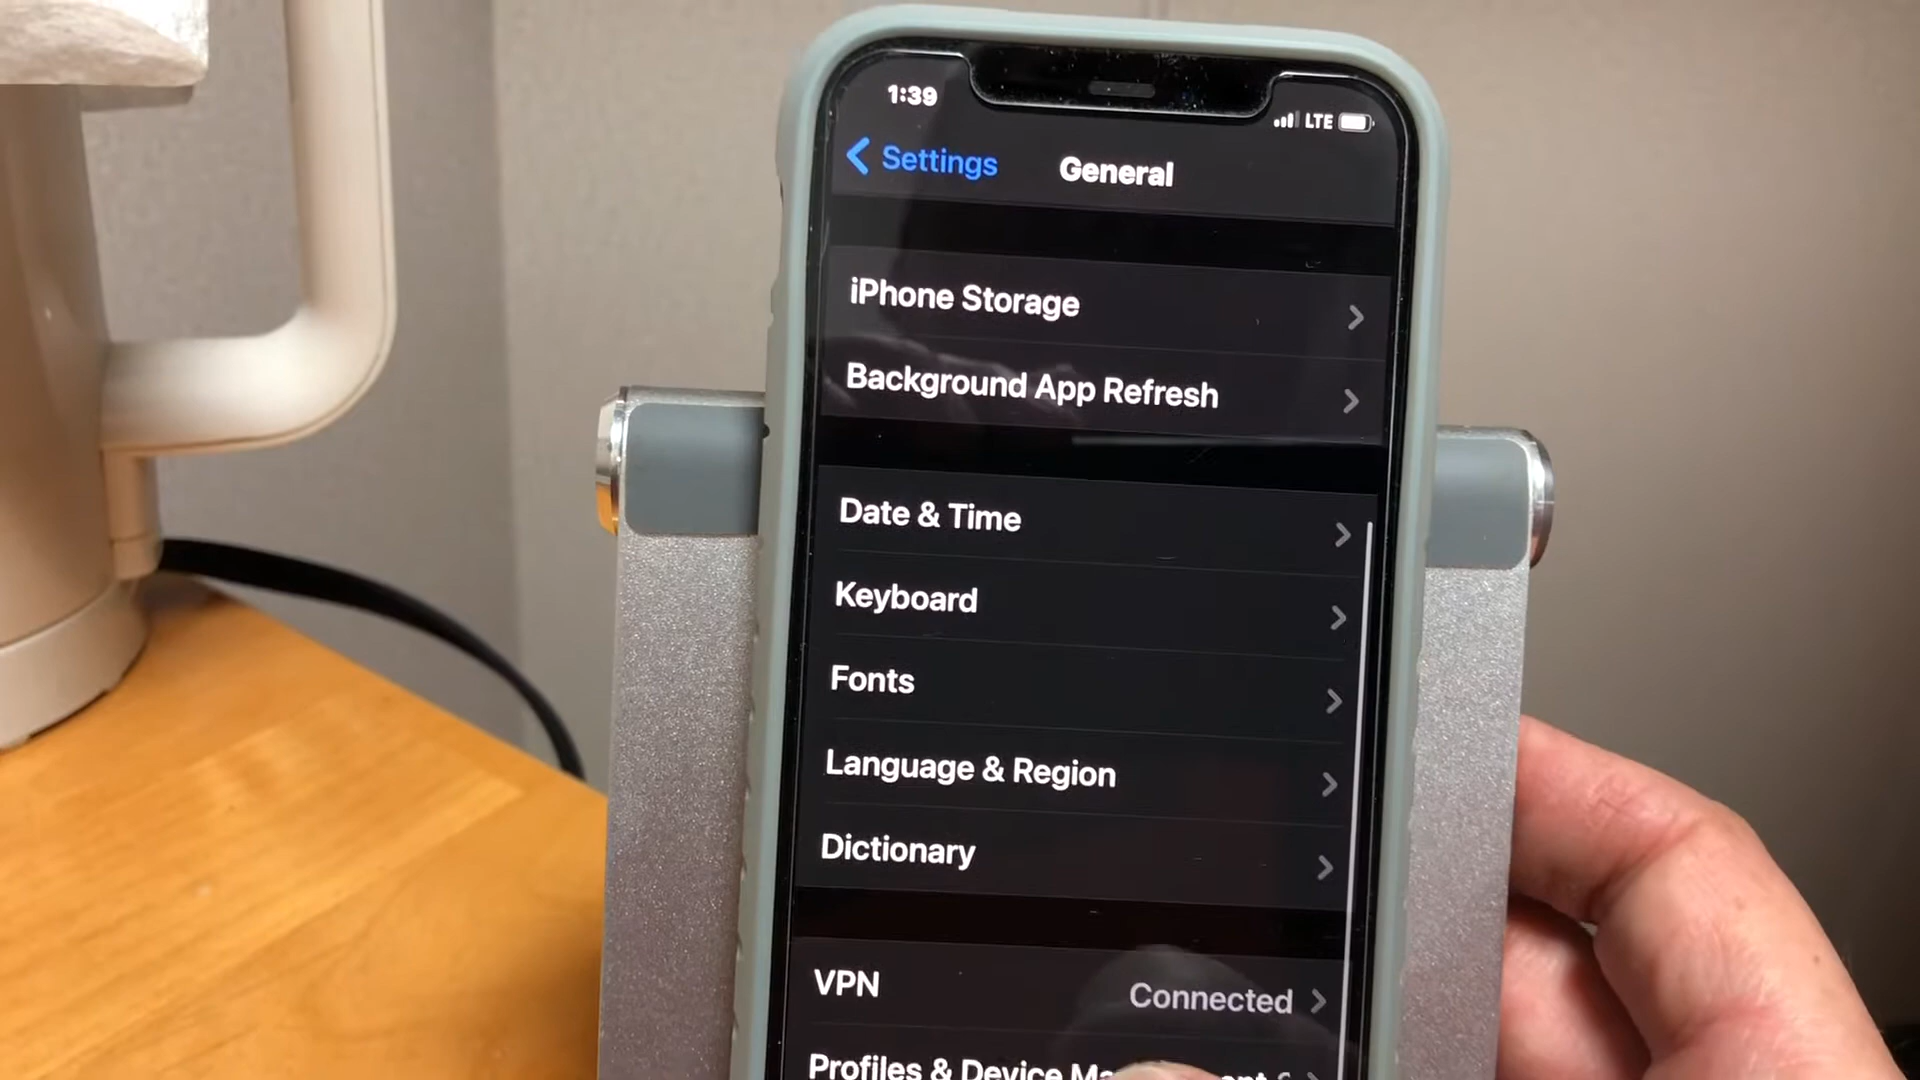 1:39
LTE
Settings
General
iPhone Storage
Background App Refresh
Date & Time
Keyboard
Fonts
Language & Region
Dictionary
VPN Connected
Profiles & Device